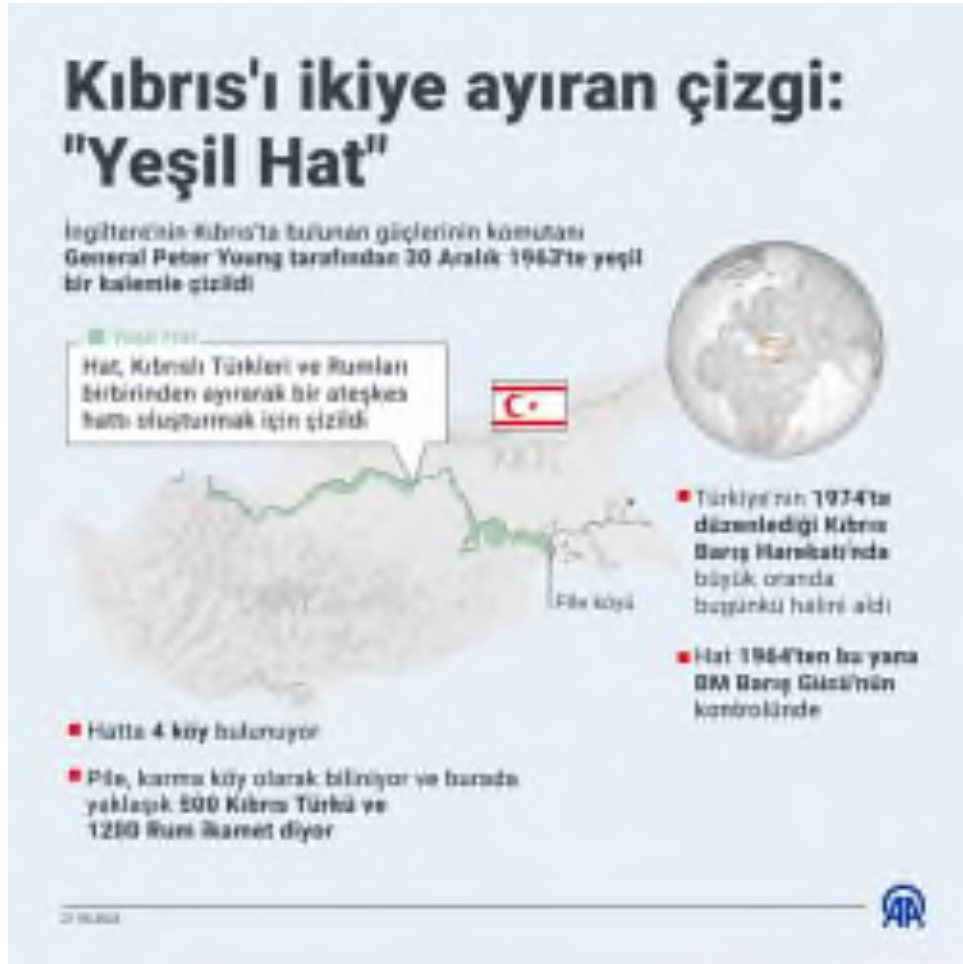 Kıbrıs'ı ikiye ayıran çizgi:
"Yeşil Hat"
İngiltere'nin Kıbrıs'ta bulunan güçlerinin komutanı
General Peter Young tarafından 30 Aralık 1963'te yeşil
bir kalemle çizildi
Yeşil Hat
Hat, Kıbrıslı Türkleri ve Rumları
birbirinden ayırarak bir ateşkes
hattı oluşturmak için çizildi
KKTC
Pile köyü
Türkiye'nin 1974'te
düzenlediği Kıbrıs
Barış Harekatı'nda
büyük oranda
bugünkü halini aldı
Hat 1964'ten bu yana
BM Barış Gücü'nün
kontrolünde
Hatta 4 köy bulunuyor
Pile, karma köy olarak biliniyor ve burada
yaklaşık 500 Kıbrıs Türkü ve
1200 Rum ikamet diyor
AA